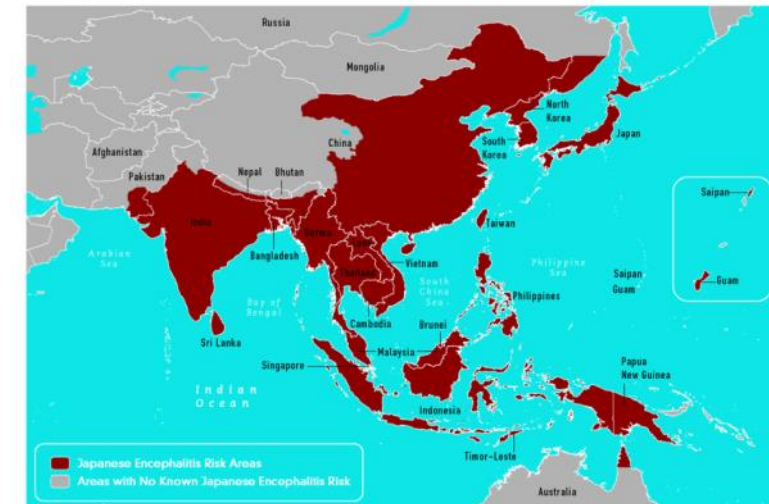 Russia
Mongolia
North
Korea
China
South
Korea
Japan
Afghanistan
Pakistan
Nepal
Bhutan
India
Bangladesh
Burma
Laos
Taiwan
Thailand
Vietnam
Saipan
Guam
Arabian
Sea
Philippine
Sea
Saipan
Guam
South
China
Sea
Bay of
Bengal
Philippines
Cambodia
Brunei
Sri Lanka
Malaysia
Singapore
Papua
New Guinea
Indian
Ocean
Indonesia
Timor-Leste
Australia
Japanese Encephalitis Risk Areas
Areas with No Known Japanese Encephalitis Risk